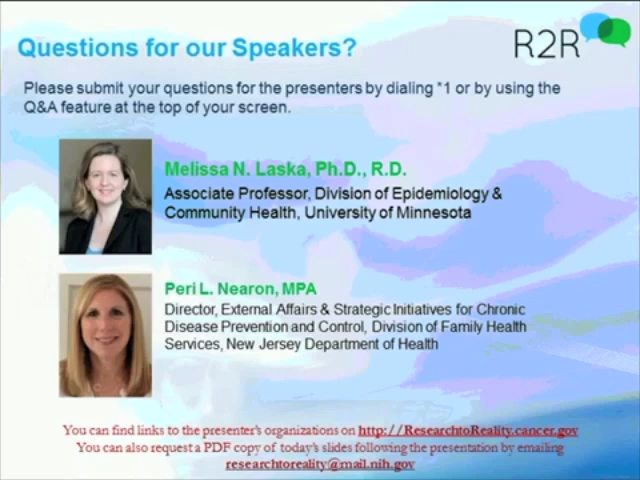 Questions for our Speakers?
R2R
Please submit your questions for the presenters by dialing *1 or by using the
Q&A feature at the top of your screen.
Melissa N. Laska, Ph.D., R.D.
Associate Professor, Division of Epidemiology &
Community Health, University of Minnesota
Peri L. Nearon, MPA
Director, External Affairs & Strategic Initiatives for Chronic
Disease Prevention and Control, Division of Family Health
Services, New Jersey Department of Health
You can find links to the presenter's organizations on http://ResearchtoReality.cancer.gov
You can also request a PDF copy of today's slides following the presentation by emailing
researchtoreality@mail.nih.gov